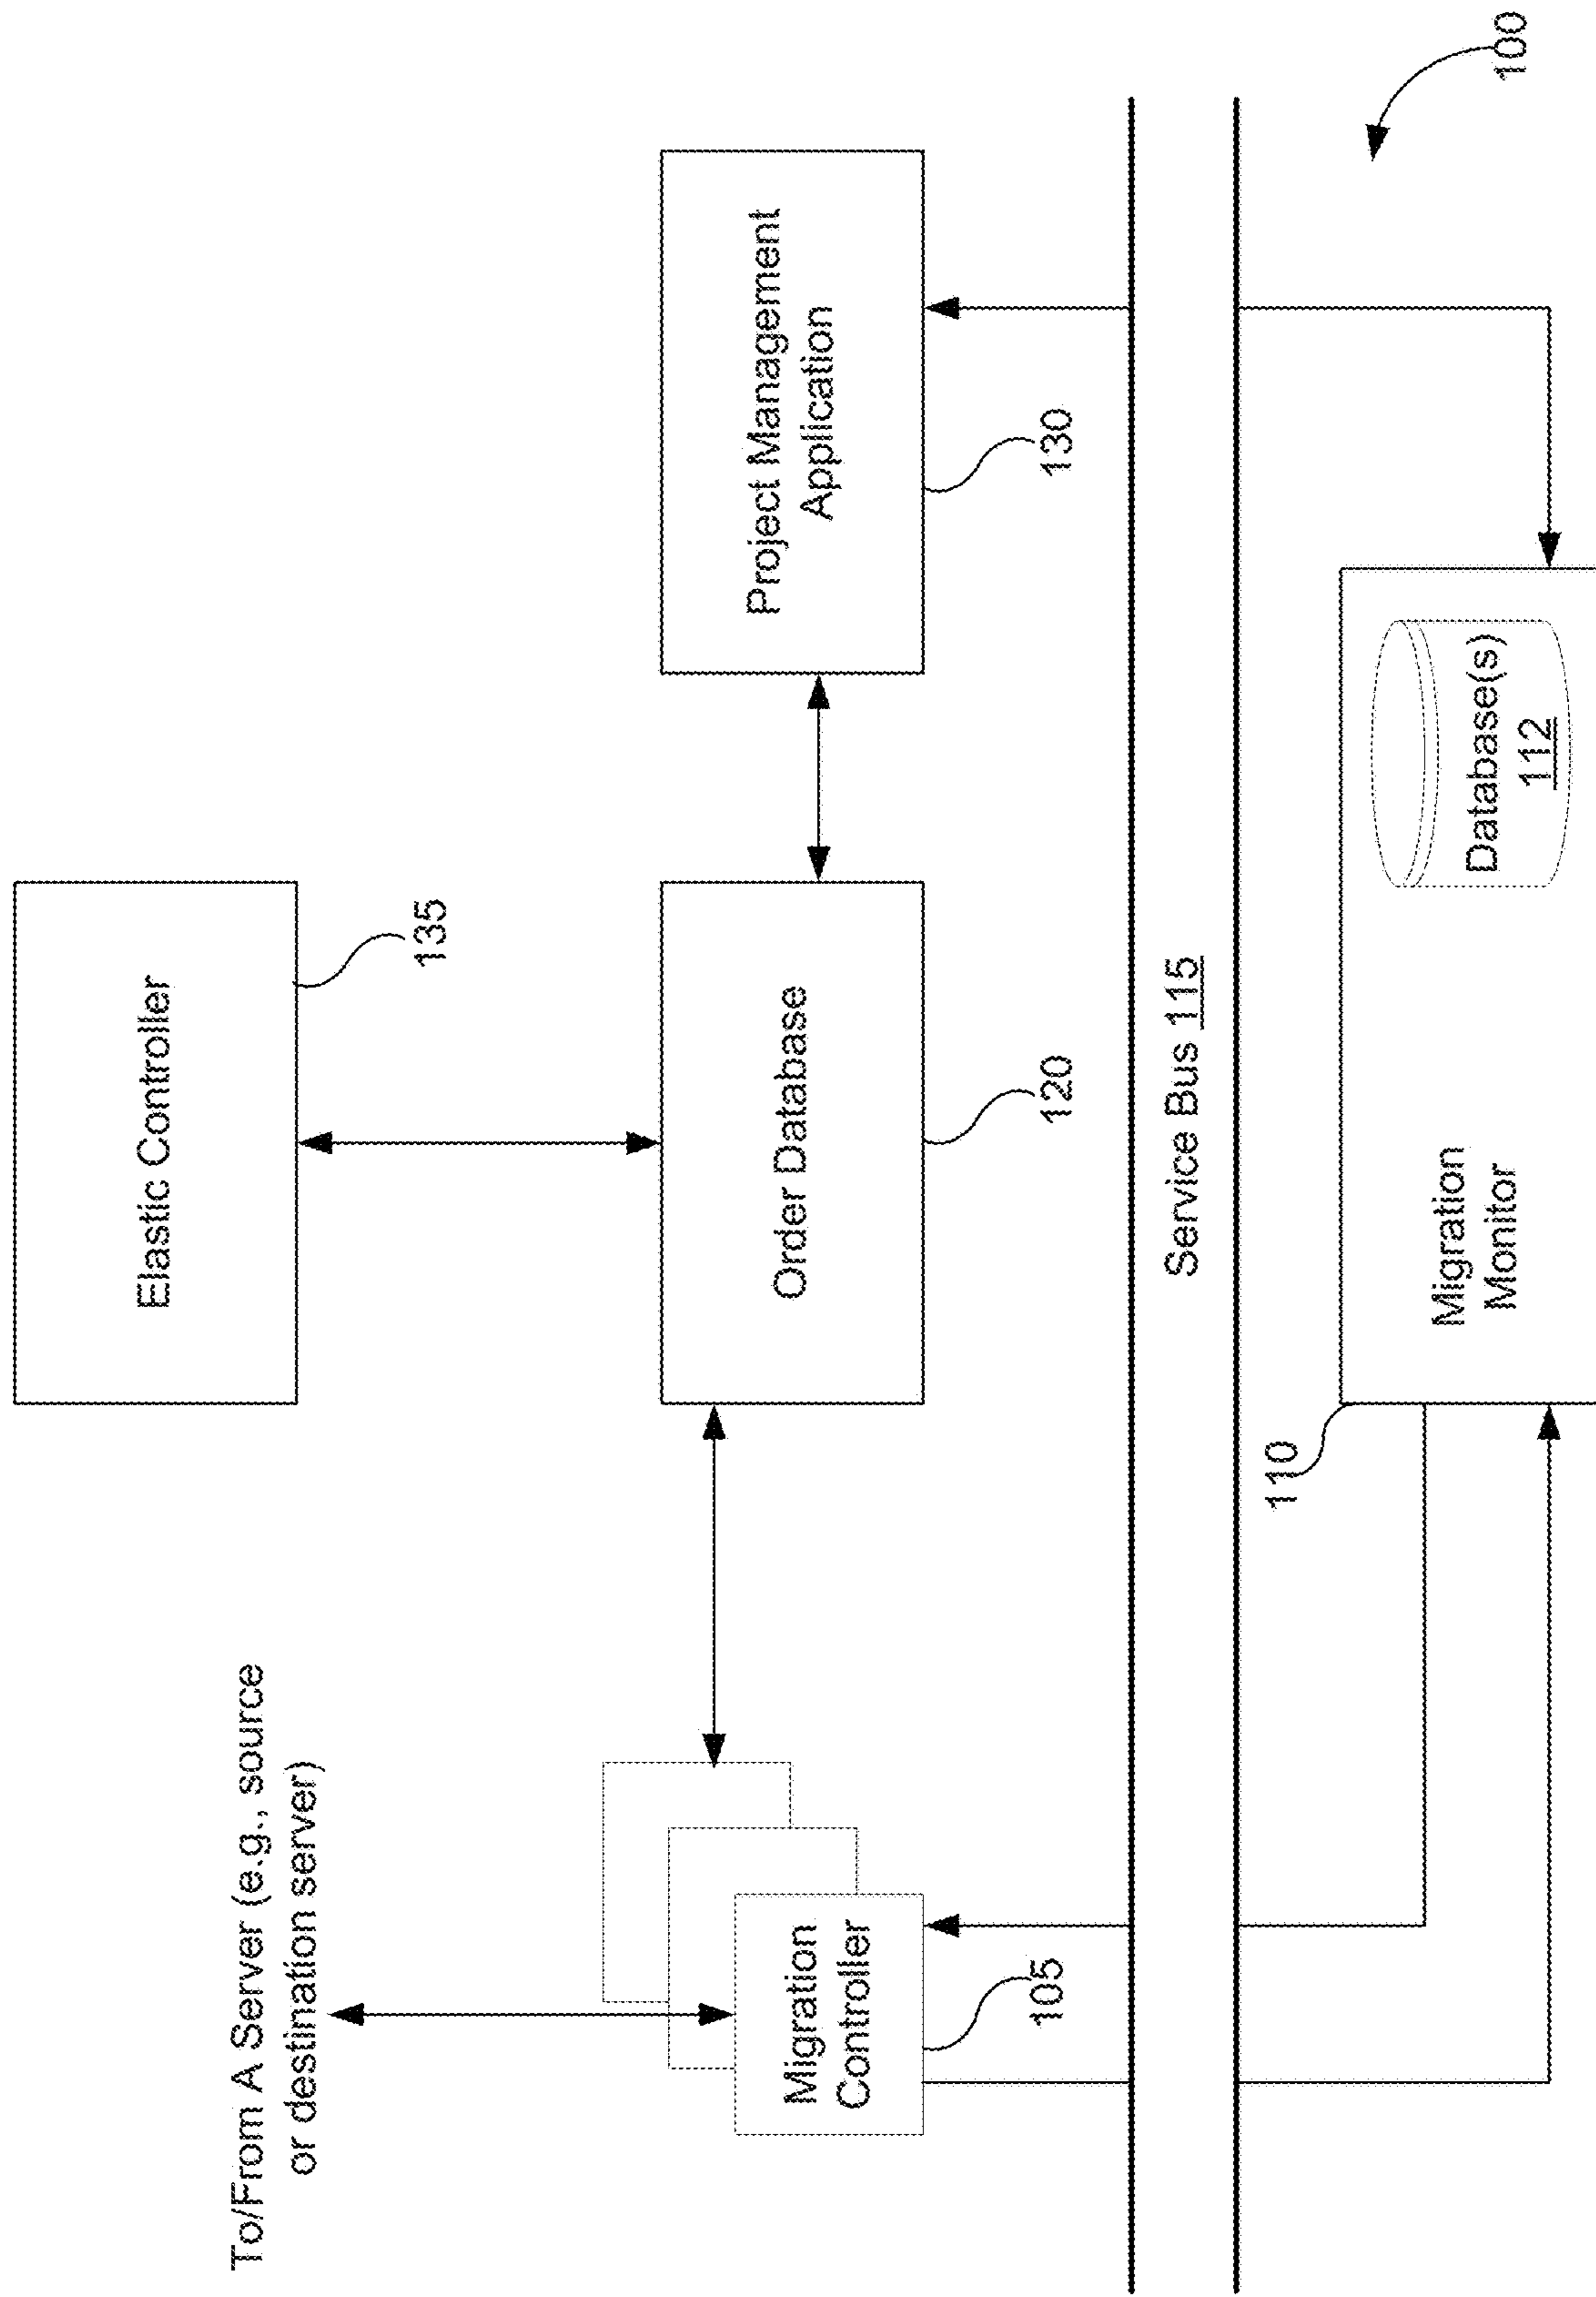 To/From A Server (e.g., source
or destination server)
Elastic Controller
135
Migration
Controller
105
Order Database
120
Project Management
Application
130
Service Bus 115
110
Migration
Monitor
Database(s)
112
100